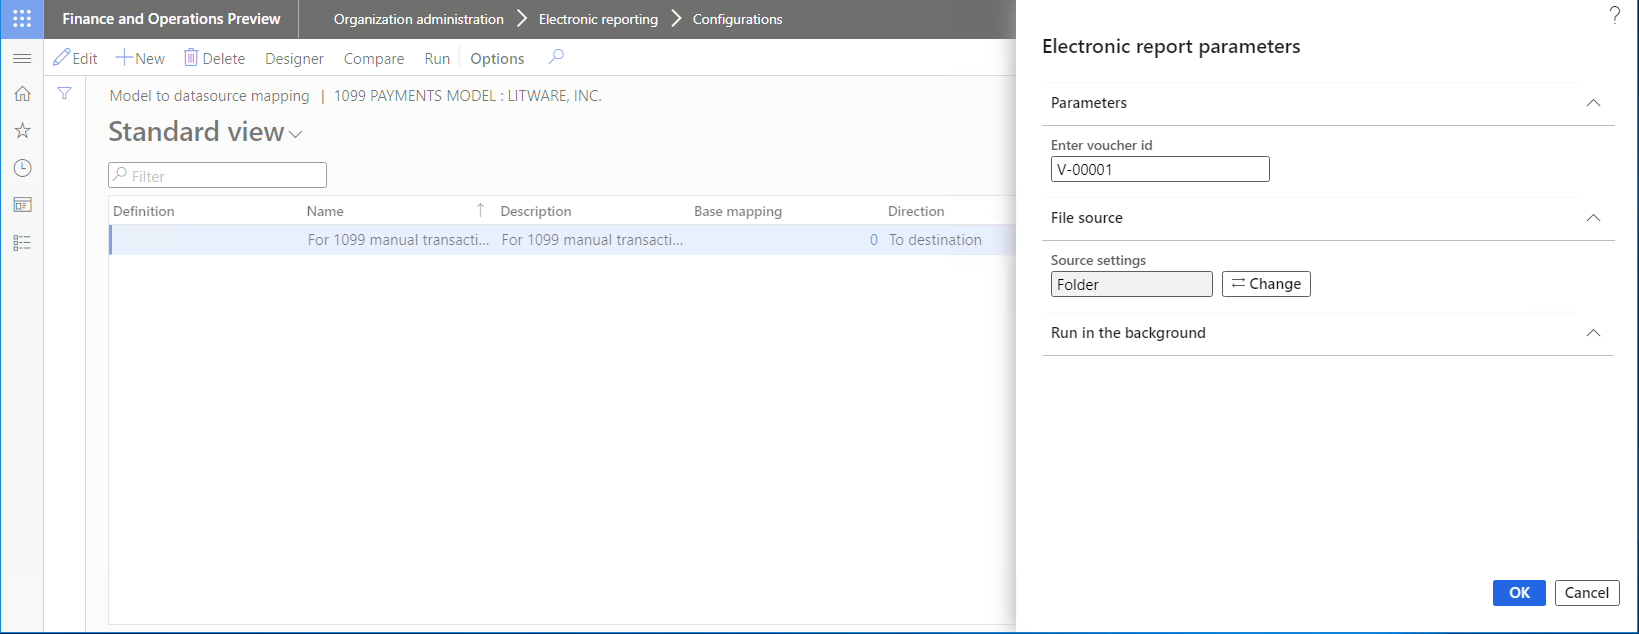 Finance and Operations Preview
Organization administration Electronic reporting Configurations
?
Edit New Delete Designer Compare Run Options
Model to datasource mapping | 1099 PAYMENTS MODEL : LITWARE, INC.
Standard view
Filter
Definition Name Description Base mapping Direction
For 1099 manual transacti... For 1099 manual transacti... 0 To destination
Electronic report parameters
Parameters
Enter voucher id
V-00001
File source
Source settings
Folder Change
Run in the background
OK Cancel